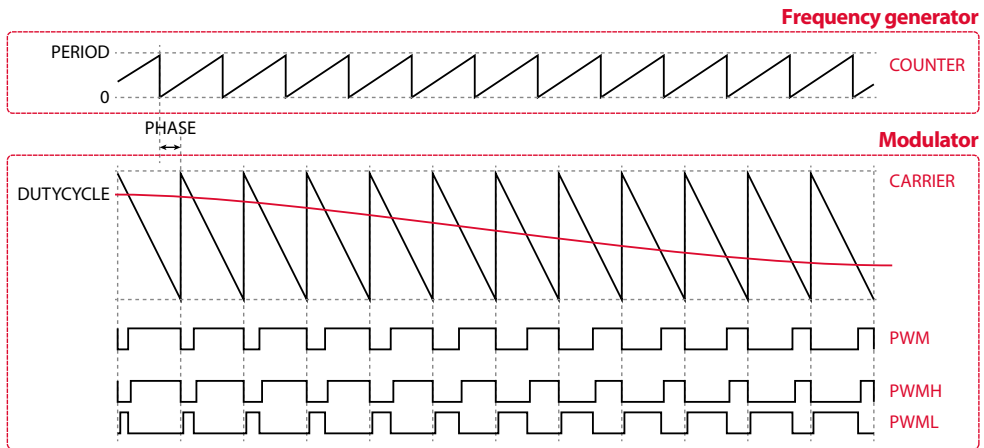 Frequency generator
PERIOD
COUNTER
0
PHASE
Modulator
CARRIER
DUTYCYCLE
PWM
PWMH
PWML